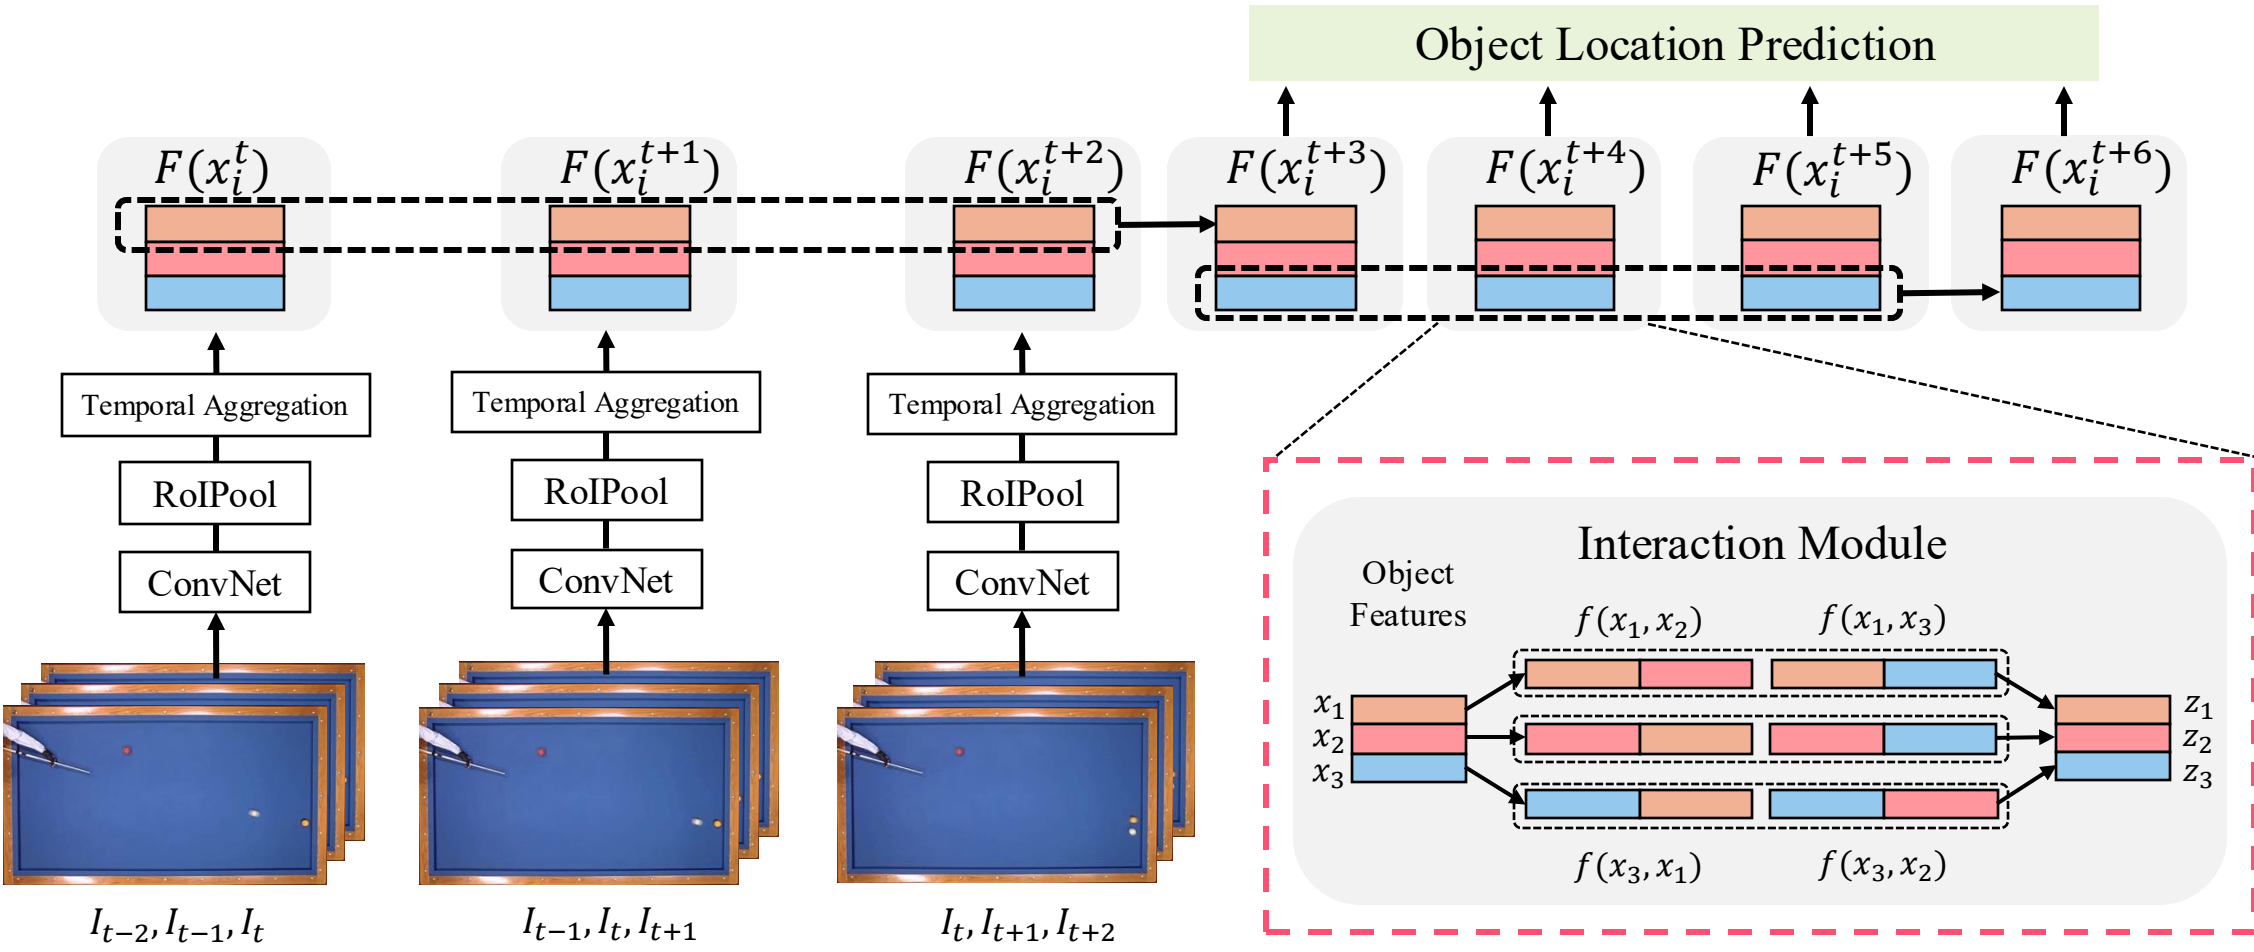 Object Location Prediction
F(x_i^t)
F(x_i^{t+1})
F(x_i^{t+2})
F(x_i^{t+3})
F(x_i^{t+4})
F(x_i^{t+5})
F(x_i^{t+6})
Temporal Aggregation
Temporal Aggregation
Temporal Aggregation
RoIPool
RoIPool
RoIPool
ConvNet
ConvNet
ConvNet
I_{t−2}, I_{t−1}, I_t
I_{t−1}, I_t, I_{t+1}
I_t, I_{t+1}, I_{t+2}
Interaction Module
Object
Features
f(x_1, x_2)
f(x_1, x_3)
x_1
x_2
x_3
z_1
z_2
z_3
f(x_3, x_1)
f(x_3, x_2)